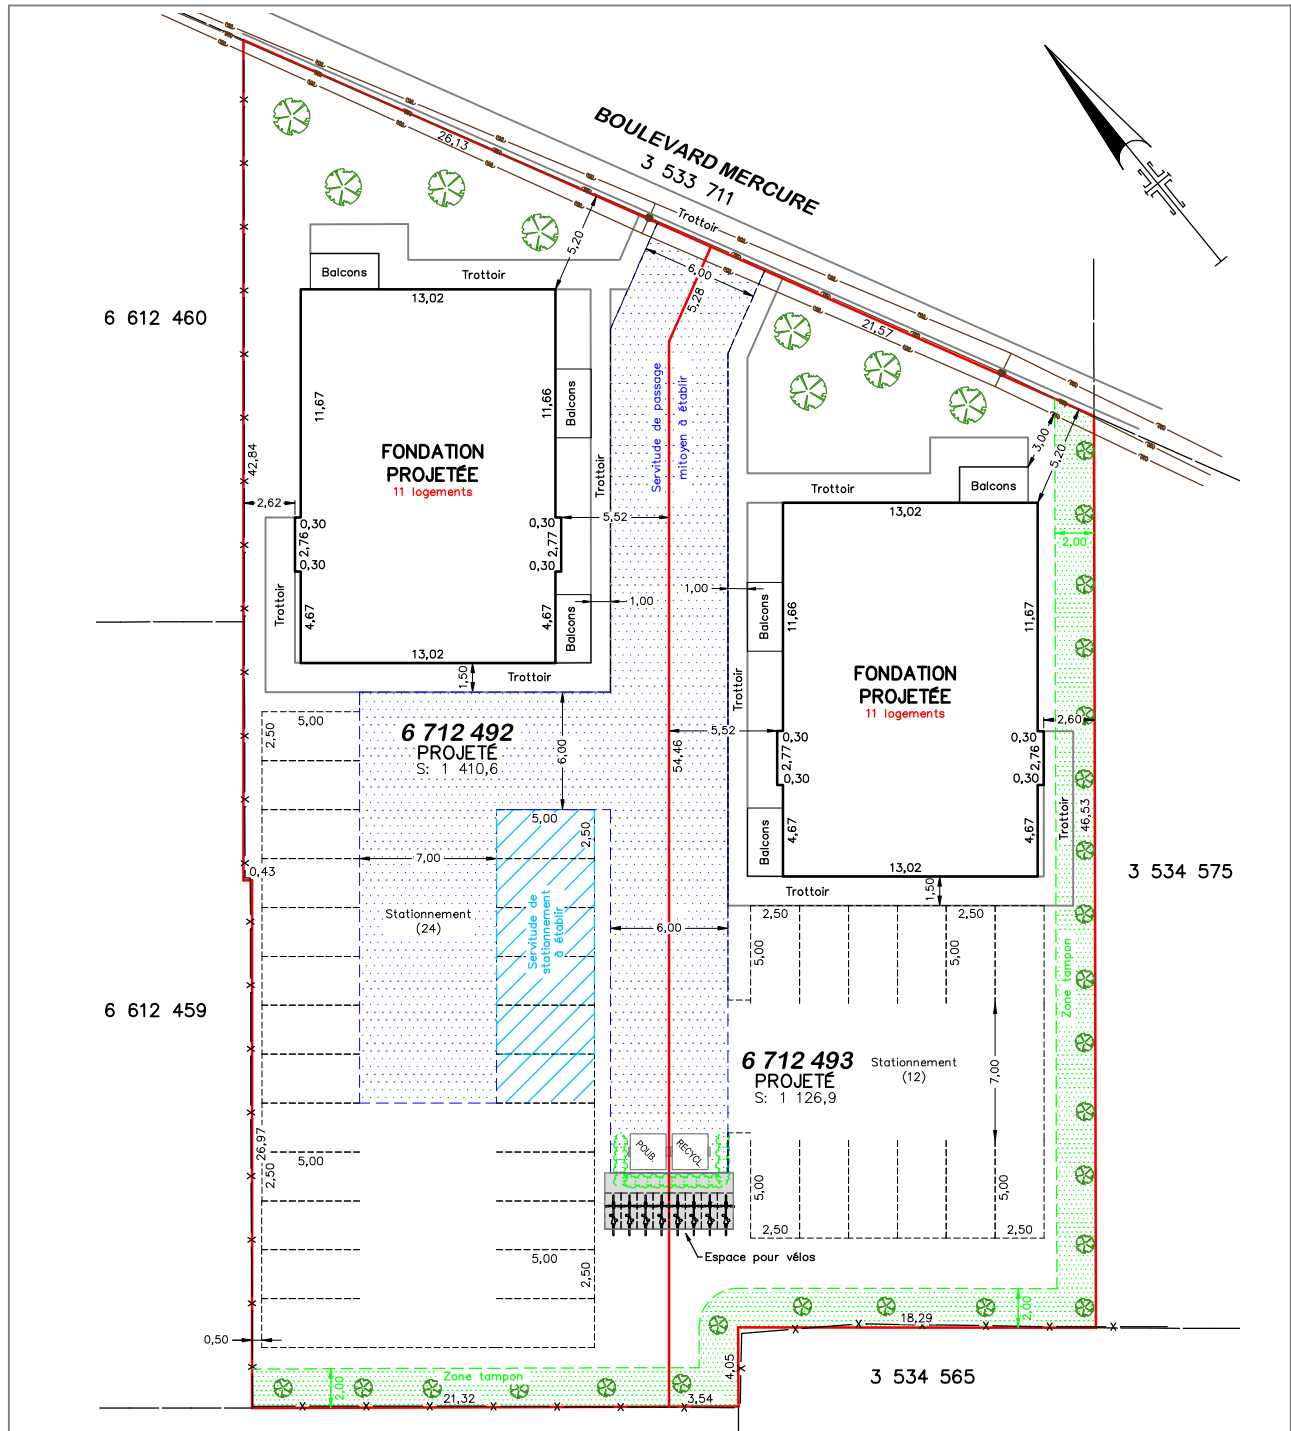 BOULEVARD MERCURE
3 533 711
26,13
Trottoir
5,20
6,00
5,28
Balcons
Trottoir
13,02
6 612 460
21,57
11,67
11,66
Balcons
Servitude de passage
mitoyen à établir
3,00
5,20
FONDATION
PROJETÉE
11 logements
42,84
Trottoir
2,62
0,30
2,76
0,30
0,30
2,77
0,30
5,52
Trottoir
Balcons
13,02
2,00
Trottoir
4,67
4,67
Balcons
1,00
1,00
Balcons
11,66
11,67
13,02
1,50
Trottoir
FONDATION
PROJETÉE
11 logements
Trottoir
5,00
2,50
6 712 492
PROJETÉ
S: 1 410,6
6,00
54,46
5,52
0,30
2,77
0,30
0,30
2,76
0,30
2,60
5,00
2,50
Balcons
4,67
4,67
Trottoir
46,53
7,00
0,43
13,02
Trottoir
1,50
3 534 575
Stationnement
(24)
Servitude de
stationnement
à établir
6,00
2,50
2,50
5,00
5,00
Zone tampon
6 612 459
6 712 493
PROJETÉ
S: 1 126,9
Stationnement
(12)
7,00
26,97
5,00
2,50
POUB.
RECYCL.
5,00
5,00
2,50
2,50
5,00
2,50
Espace pour vélos
0,50
18,29
2,00
4,05
3 534 565
Zone tampon
2,00
21,32
3,54